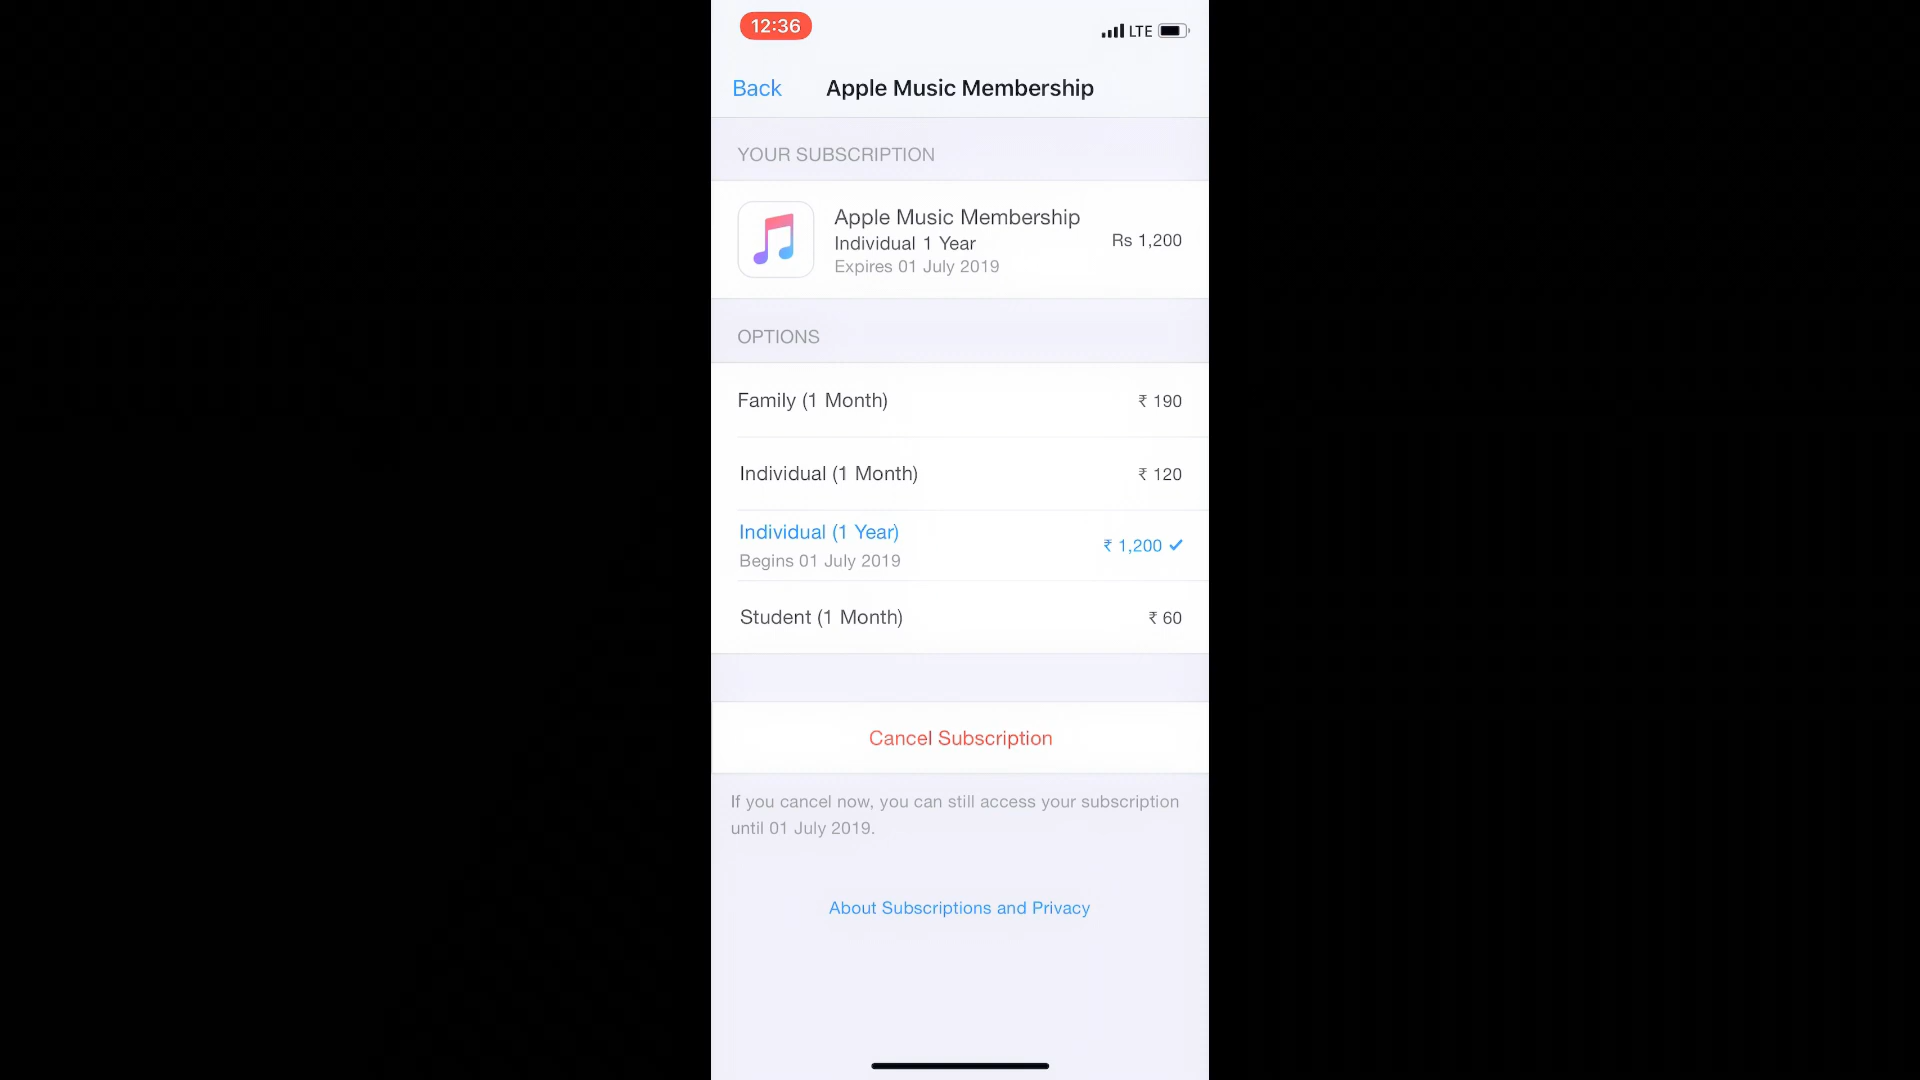 12:36
LTE
Back
Apple Music Membership
YOUR SUBSCRIPTION
Apple Music Membership
Individual 1 Year
Rs 1,200
Expires 01 July 2019
OPTIONS
Family (1 Month) ₹ 190
Individual (1 Month) ₹ 120
Individual (1 Year) ₹ 1,200
Begins 01 July 2019
Student (1 Month) ₹ 60
Cancel Subscription
If you cancel now, you can still access your subscription
until 01 July 2019.
About Subscriptions and Privacy